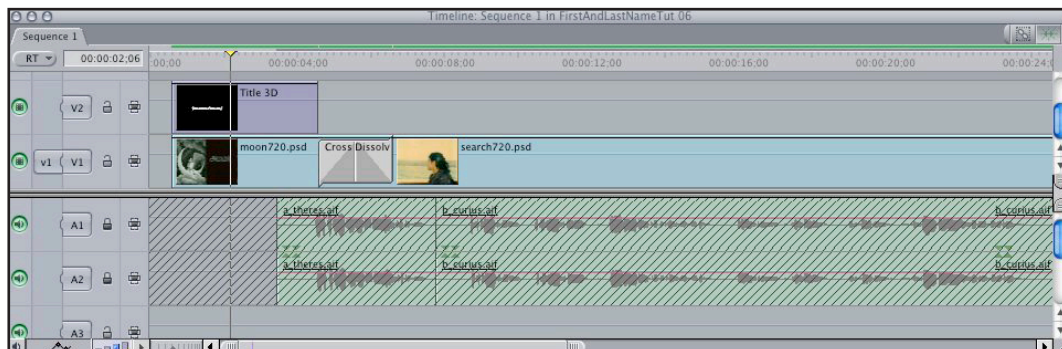 Timeline: Sequence 1 in FirstAndLastNameTut 06
Sequence 1
RT 00:00:02;06 00;00 00:00:04;00 00:00:08;00 00:00:12;00 00:00:16;00 00:00:20;00 00:00:24;0
V2 Title 3D
v1 V1 moon720.psd Cross Dissolv search720.psd
A1 a_theres.aif b_curius.aif b_curius.aif
A2 a_theres.aif b_curius.aif b_curius.aif
A3